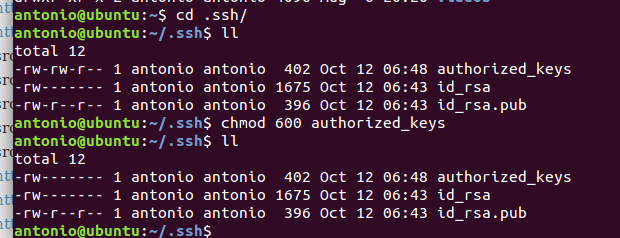 antonio@ubuntu:~$ cd .ssh/
antonio@ubuntu:~/.ssh$ ll
total 12
-rw-rw-r-- 1 antonio antonio  402 Oct 12 06:48 authorized_keys
-rw------- 1 antonio antonio 1675 Oct 12 06:43 id_rsa
-rw-r--r-- 1 antonio antonio  396 Oct 12 06:43 id_rsa.pub
antonio@ubuntu:~/.ssh$ chmod 600 authorized_keys
antonio@ubuntu:~/.ssh$ ll
total 12
-rw------- 1 antonio antonio  402 Oct 12 06:48 authorized_keys
-rw------- 1 antonio antonio 1675 Oct 12 06:43 id_rsa
-rw-r--r-- 1 antonio antonio  396 Oct 12 06:43 id_rsa.pub
antonio@ubuntu:~/.ssh$